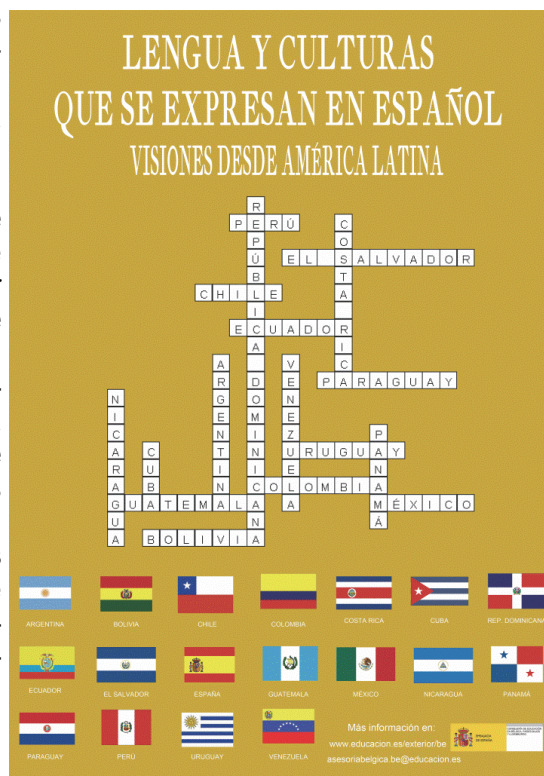 LENGUA Y CULTURAS
QUE SE EXPRESAN EN ESPAÑOL
VISIONES DESDE AMÉRICA LATINA
REPÚBLICA DOMINICANA
PERÚ
COSTA RICA
EL SALVADOR
CHILE
ECUADOR
ARGENTINA
VENEZUELA
PARAGUAY
NICARAGUA
CUBA
PANAMÁ
URUGUAY
COLOMBIA
GUATEMALA
MÉXICO
BOLIVIA
ARGENTINA
BOLIVIA
CHILE
COLOMBIA
COSTA RICA
CUBA
REP. DOMINICANA
ECUADOR
EL SALVADOR
ESPAÑA
GUATEMALA
MÉXICO
NICARAGUA
PANAMÁ
PARAGUAY
PERÚ
URUGUAY
VENEZUELA
Más información en:
www.educacion.es/exterior/be
asesoriabelgica.be@educacion.es